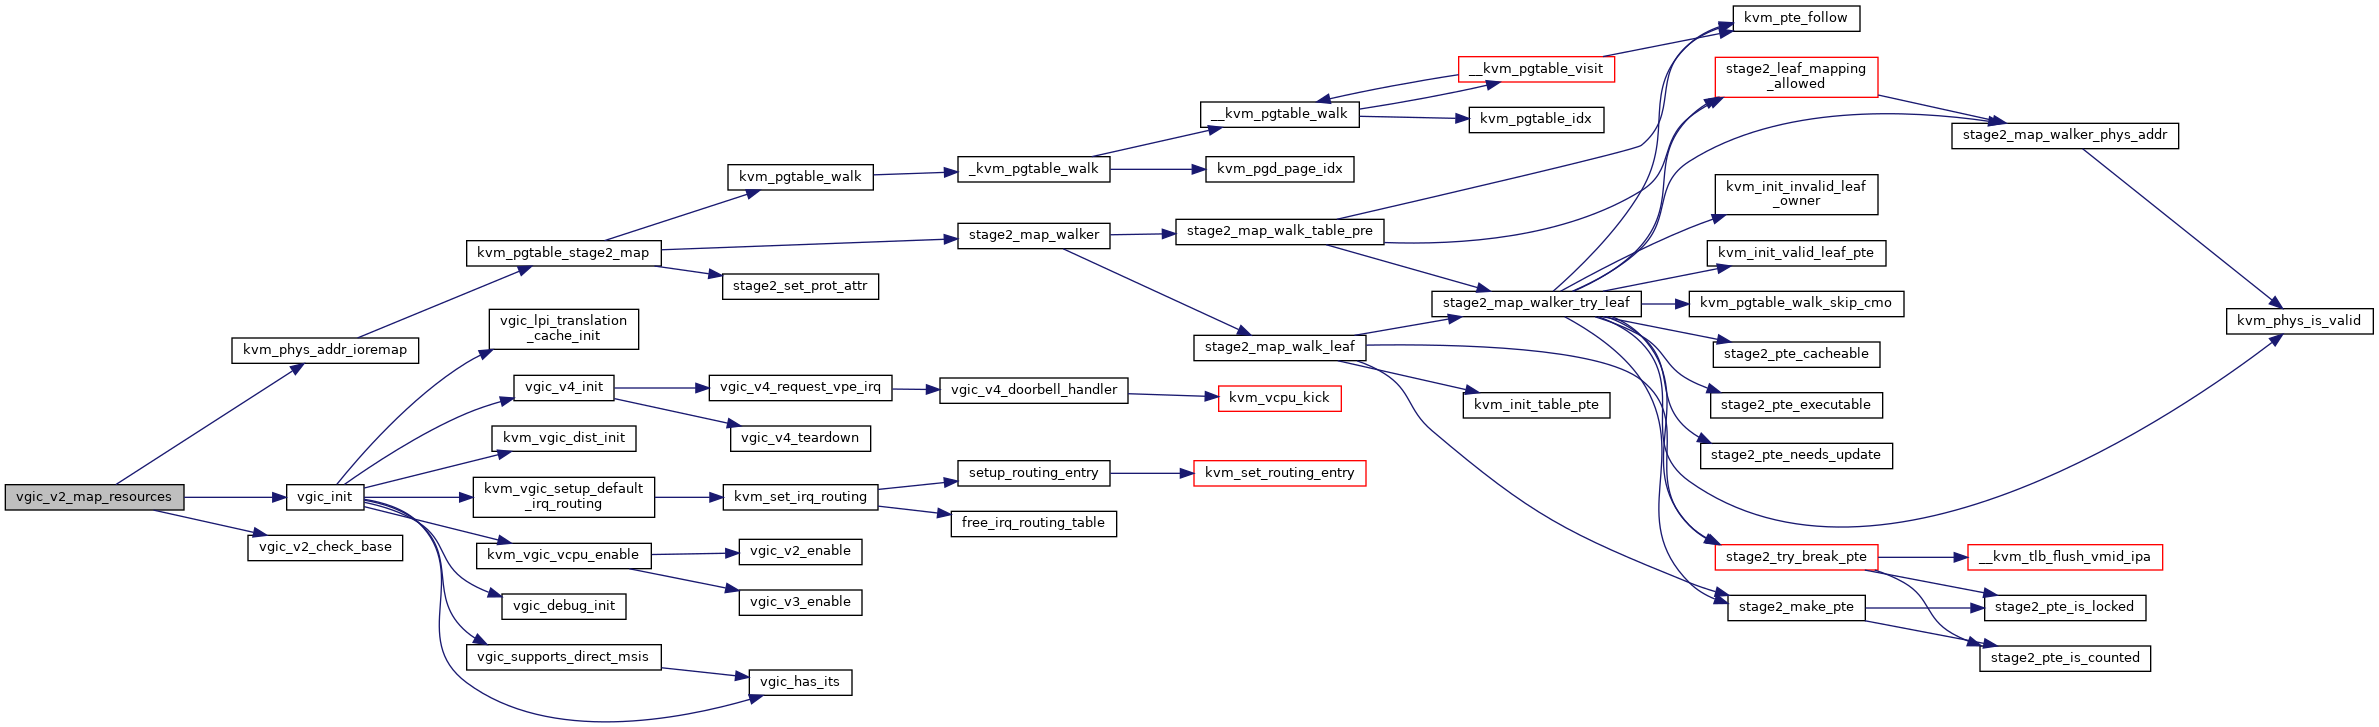 vgic_v2_map_resources
kvm_phys_addr_ioremap
vgic_init
vgic_v2_check_base
kvm_pgtable_stage2_map
vgic_lpi_translation
_cache_init
vgic_v4_init
kvm_vgic_dist_init
kvm_vgic_setup_default
_irq_routing
kvm_vgic_vcpu_enable
vgic_debug_init
vgic_supports_direct_msis
kvm_pgtable_walk
stage2_set_prot_attr
vgic_v4_request_vpe_irq
vgic_v4_teardown
kvm_set_irq_routing
vgic_v2_enable
vgic_v3_enable
vgic_has_its
_kvm_pgtable_walk
stage2_map_walker
vgic_v4_doorbell_handler
setup_routing_entry
free_irq_routing_table
__kvm_pgtable_walk
kvm_pgd_page_idx
stage2_map_walk_table_pre
stage2_map_walk_leaf
kvm_vcpu_kick
kvm_set_routing_entry
__kvm_pgtable_visit
kvm_pgtable_idx
stage2_map_walker_try_leaf
kvm_init_table_pte
kvm_pte_follow
stage2_leaf_mapping
_allowed
kvm_init_invalid_leaf
_owner
kvm_init_valid_leaf_pte
kvm_pgtable_walk_skip_cmo
stage2_pte_cacheable
stage2_pte_executable
stage2_pte_needs_update
stage2_try_break_pte
stage2_make_pte
stage2_map_walker_phys_addr
__kvm_tlb_flush_vmid_ipa
stage2_pte_is_locked
stage2_pte_is_counted
kvm_phys_is_valid